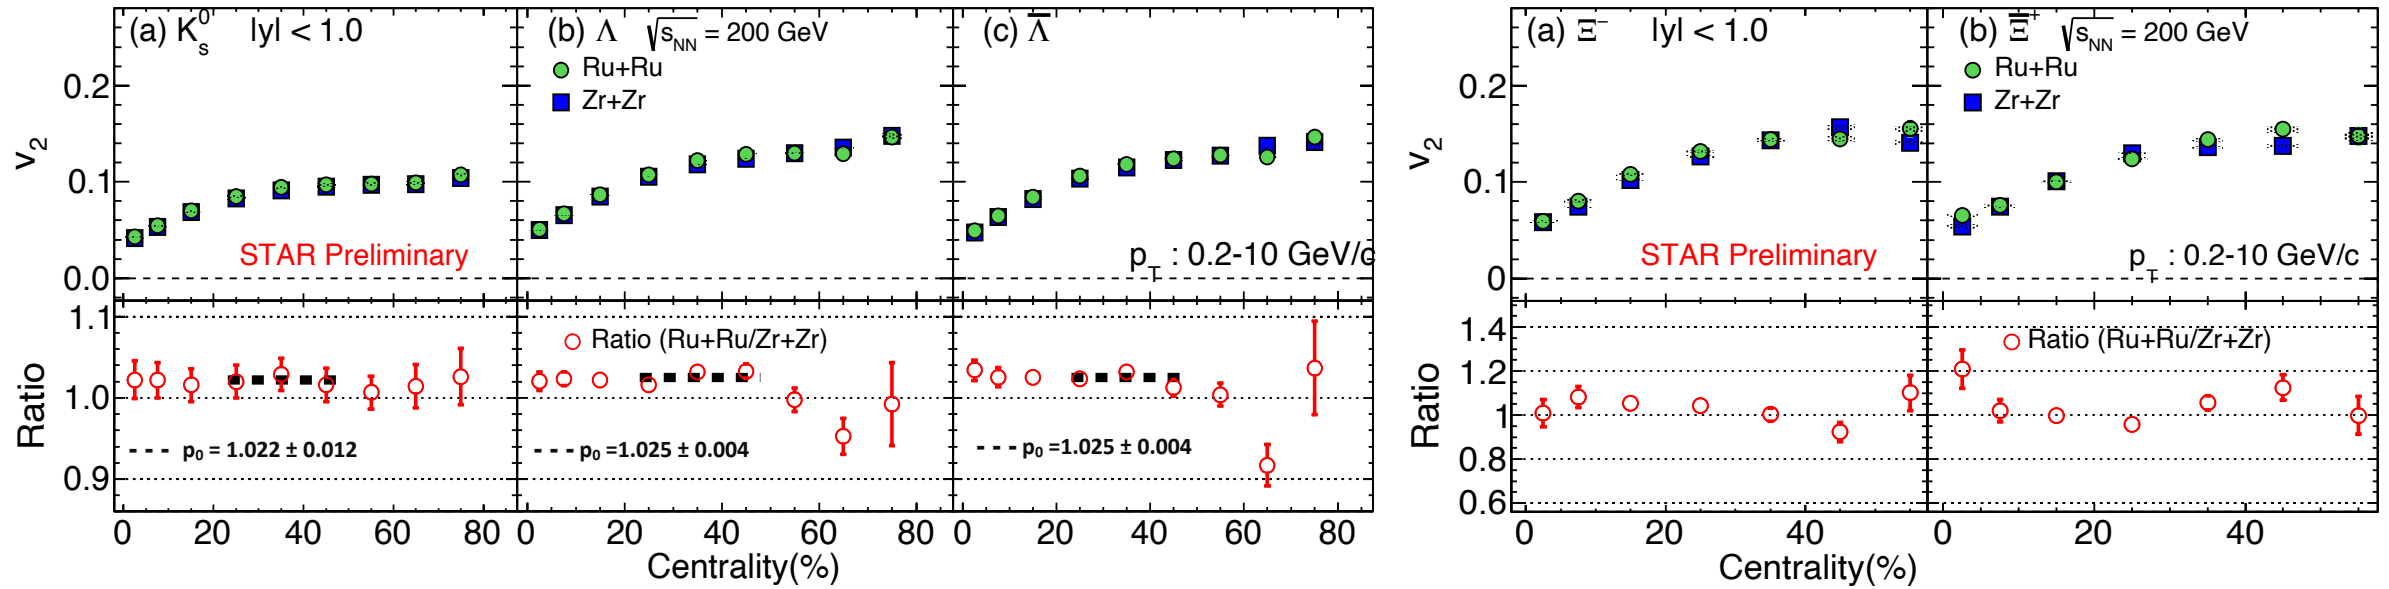 (a) K⁰ₛ |y| < 1.0
(b) Λ √sNN = 200 GeV
Ru+Ru
Zr+Zr
(c) Λ̅
v₂
0.2
0.1
0.0
STAR Preliminary
p_T : 0.2-10 GeV/c
Ratio
1.1
1.0
0.9
Ratio (Ru+Ru/Zr+Zr)
p₀ = 1.022 ± 0.012
p₀ =1.025 ± 0.004
p₀ =1.025 ± 0.004
0 20 40 60 80
0 20 40 60 80
0 20 40 60 80
Centrality(%)
(a) Ξ⁻ |y| < 1.0
(b) Ξ̅⁺ √sNN = 200 GeV
Ru+Ru
Zr+Zr
v₂
0.2
0.1
0
STAR Preliminary
p_T : 0.2-10 GeV/c
Ratio
1.4
1.2
1
0.8
0.6
Ratio (Ru+Ru/Zr+Zr)
0 20 40
0 20 40
Centrality(%)